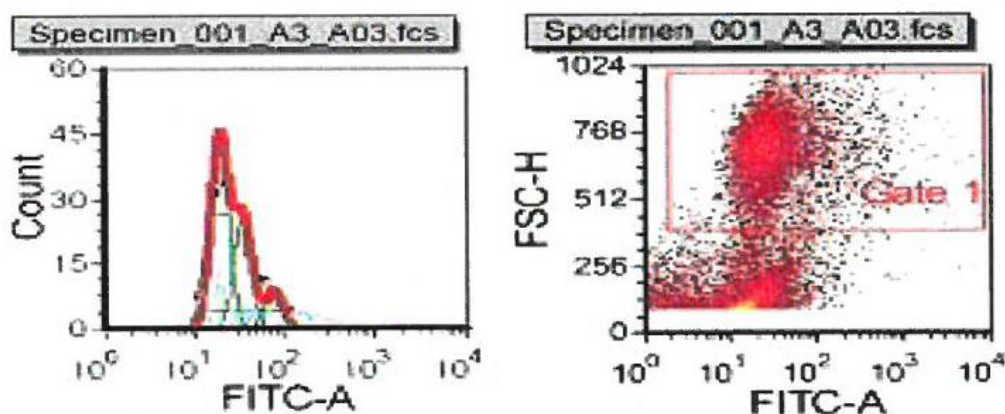 Specimen_001_A3_A03.fcs
60
45
30
15
0
Count
10^0 10^1 10^2 10^3 10^4
FITC-A
Specimen_001_A3_A03.fcs
1024
768
512
256
0
FSC-H
Gate 1
10^0 10^1 10^2 10^3 10^4
FITC-A